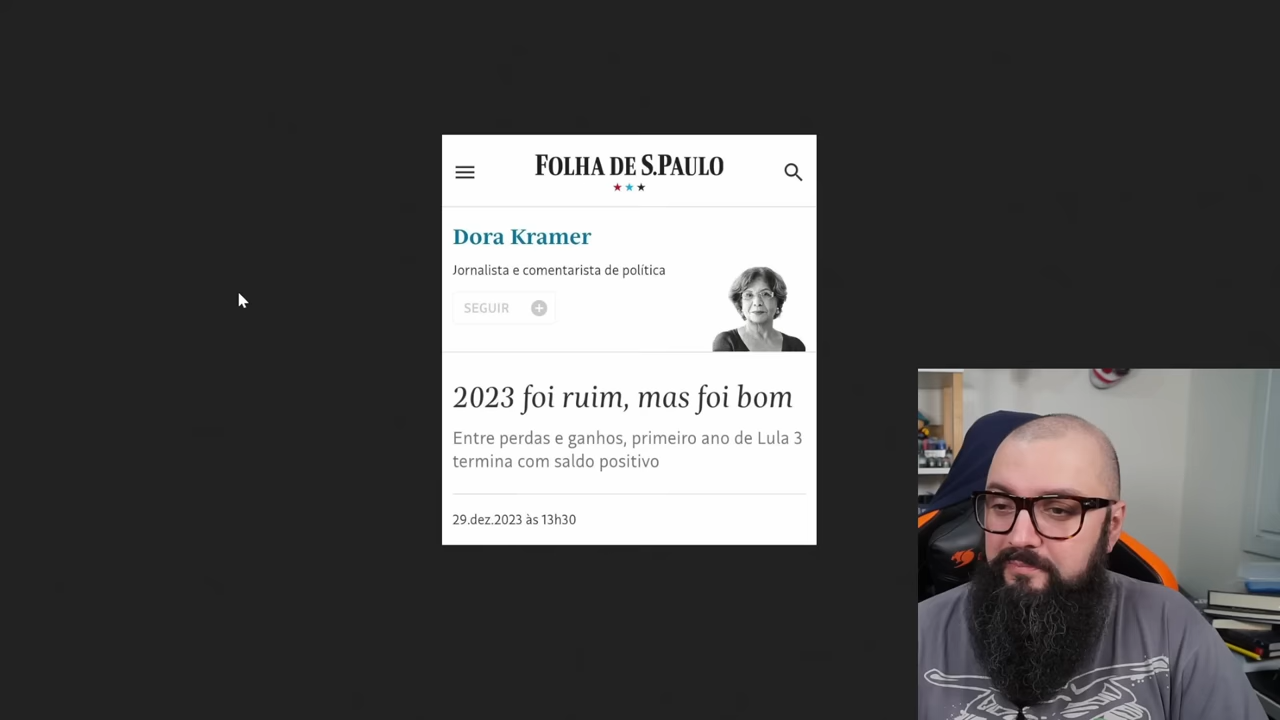 FOLHA DE S.PAULO
Dora Kramer
Jornalista e comentarista de política
SEGUIR
2023 foi ruim, mas foi bom
Entre perdas e ganhos, primeiro ano de Lula 3
termina com saldo positivo
29.dez.2023 às 13h30